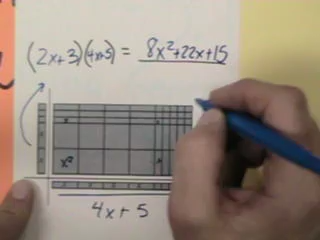 (2x+3)(4x+5) = 8x²+22x+15
x²
4x + 5